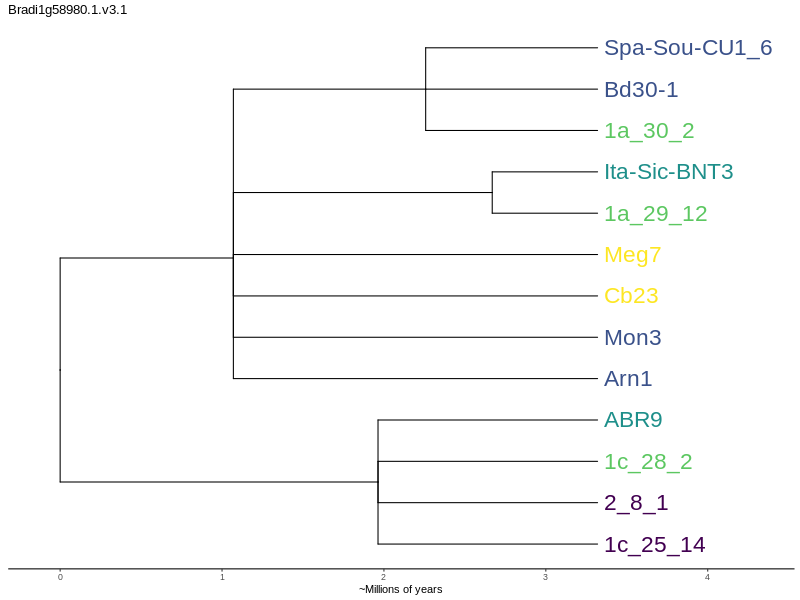 Bradi1g58980.1.v3.1
Spa-Sou-CU1_6
Bd30-1
1a_30_2
Ita-Sic-BNT3
1a_29_12
Meg7
Cb23
Mon3
Arn1
ABR9
1c_28_2
2_8_1
1c_25_14
0 1 2 3 4
~Millions of years